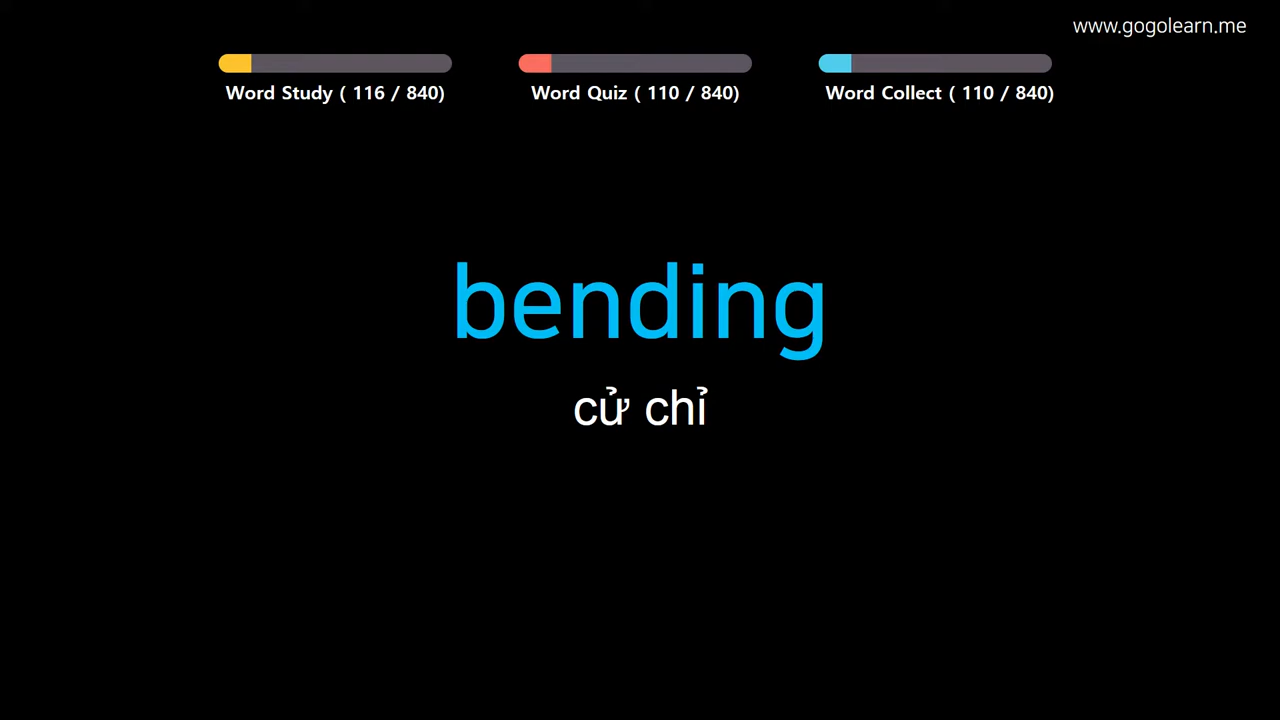 www.gogolearn.me
Word Study ( 116 / 840)
Word Quiz ( 110 / 840)
Word Collect ( 110 / 840)
bending
cử chỉ